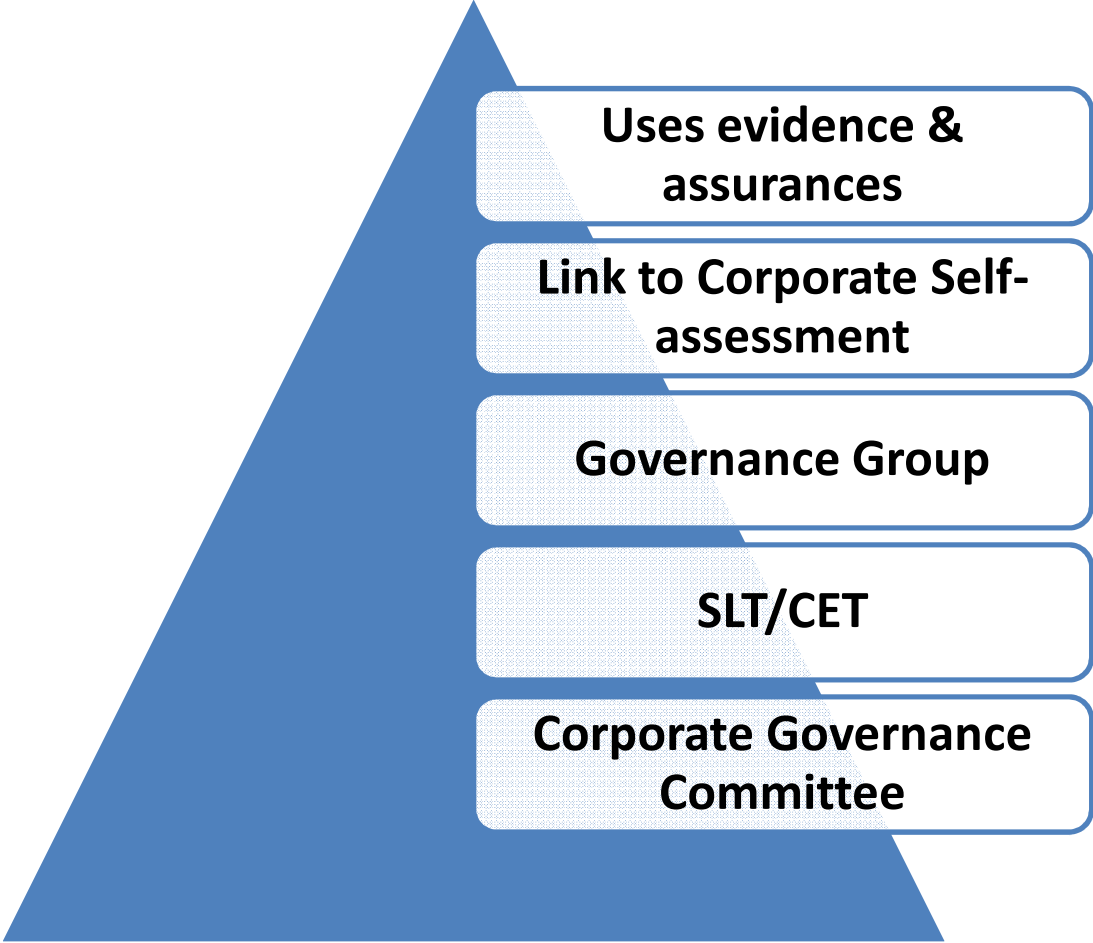 Uses evidence &
assurances
Link to Corporate Self-
assessment
Governance Group
SLT/CET
Corporate Governance
Committee